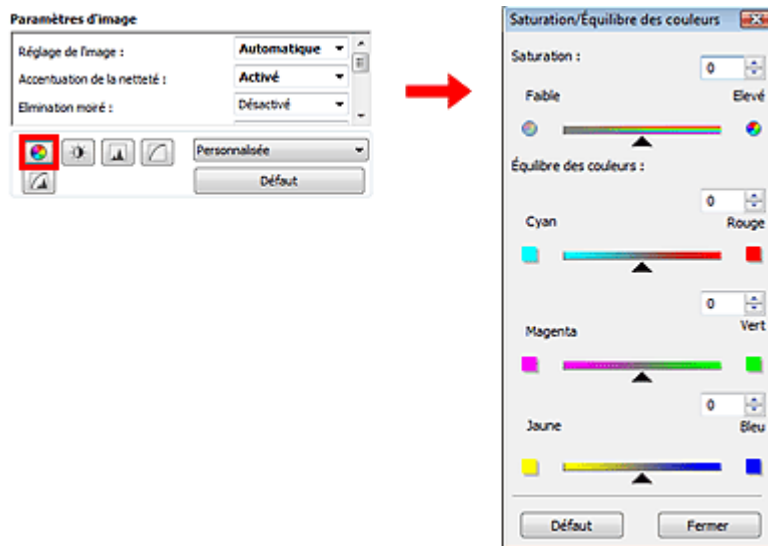 Paramètres d'image
Réglage de l'image : Automatique
Accentuation de la netteté : Activé
Elimination moiré : Désactivé
Personnalisée
Défaut
Saturation/Équilibre des couleurs
Saturation :
0
Faible Elevé
Équilibre des couleurs :
0
Cyan Rouge
0
Magenta Vert
0
Jaune Bleu
Défaut Fermer